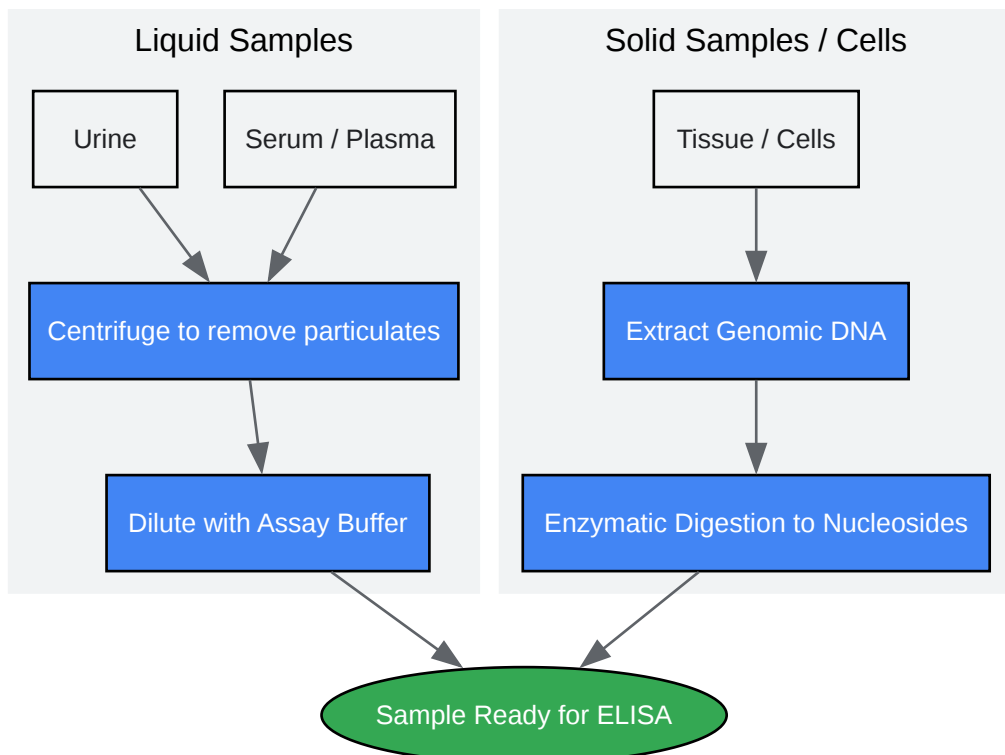 Liquid Samples
Solid Samples / Cells
Urine
Serum / Plasma
Tissue / Cells
Centrifuge to remove particulates
Extract Genomic DNA
Dilute with Assay Buffer
Enzymatic Digestion to Nucleosides
Sample Ready for ELISA